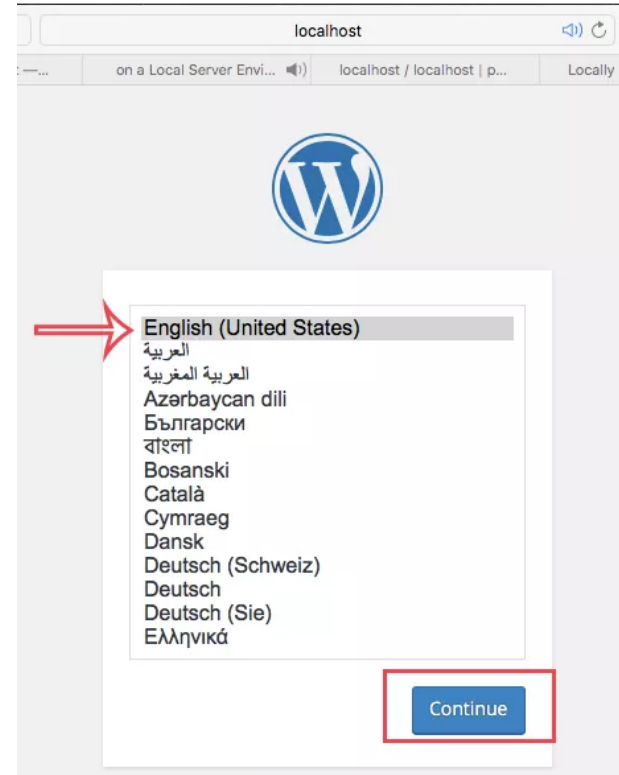 localhost
—...
on a Local Server Envi...
localhost / localhost | p...
Locally
English (United States)
العربية
العربية المغربية
Azərbaycan dili
Български
বাংলা
Bosanski
Català
Cymraeg
Dansk
Deutsch (Schweiz)
Deutsch
Deutsch (Sie)
Ελληνικά
Continue